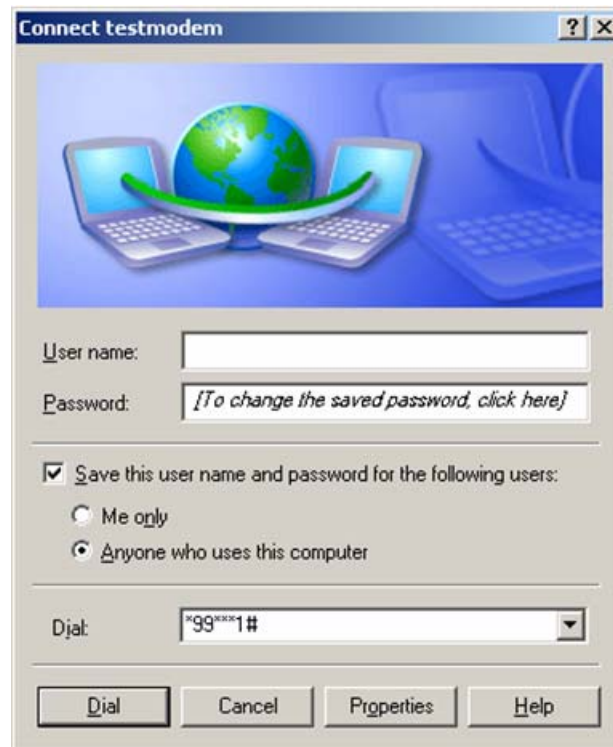 Connect testmodem
User name:
Password: [To change the saved password, click here]
Save this user name and password for the following users:
Me only
Anyone who uses this computer
Dial: *99***1#
Dial Cancel Properties Help